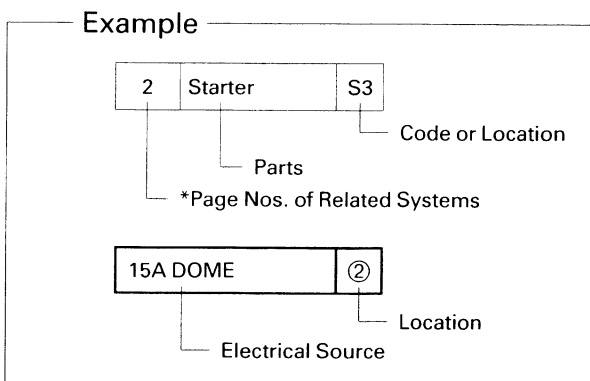 Example
2 Starter S3
Code or Location
Parts
*Page Nos. of Related Systems
15A DOME ②
Location
Electrical Source